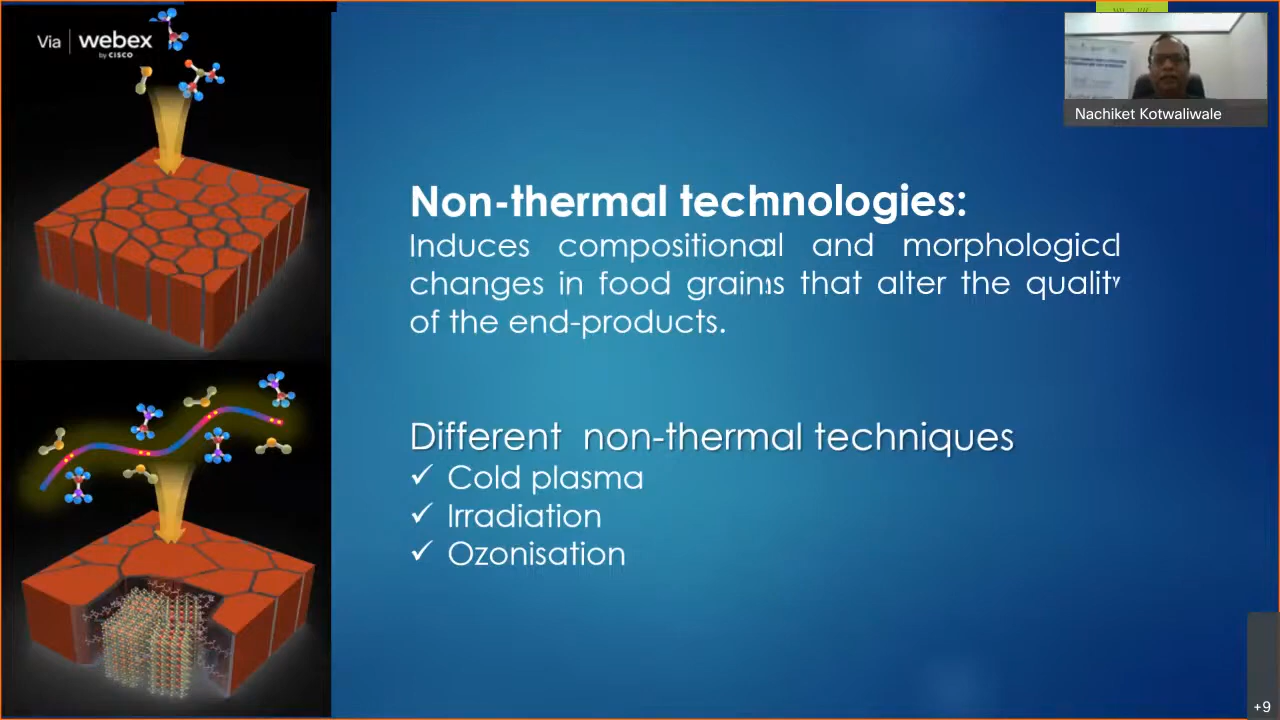 Via webex
by CISCO
Nachiket Kotwaliwale
Non-thermal technologies:
Induces compositional and morphological
changes in food grains that alter the quality
of the end-products.
Different non-thermal techniques
✓ Cold plasma
✓ Irradiation
✓ Ozonisation
+9